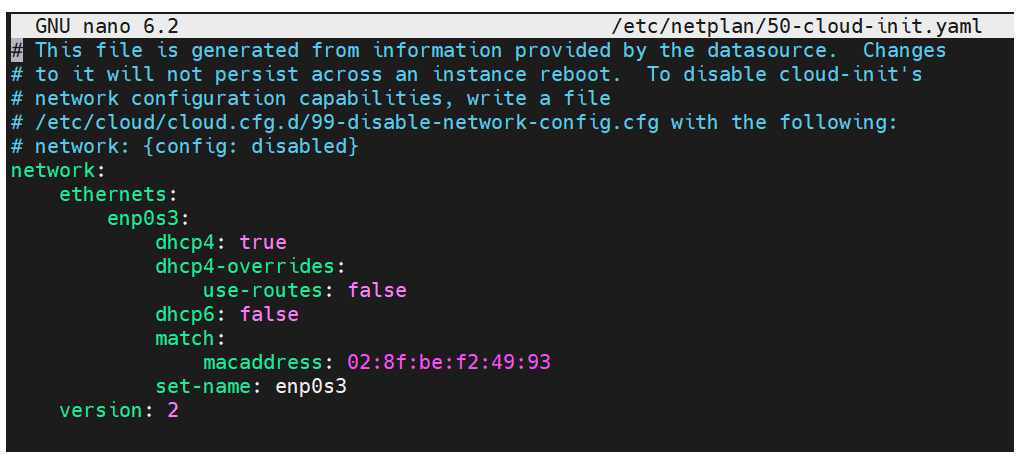 GNU nano 6.2 /etc/netplan/50-cloud-init.yaml
# This file is generated from information provided by the datasource.  Changes
# to it will not persist across an instance reboot.  To disable cloud-init's
# network configuration capabilities, write a file
# /etc/cloud/cloud.cfg.d/99-disable-network-config.cfg with the following:
# network: {config: disabled}
network:
    ethernets:
        enp0s3:
            dhcp4: true
            dhcp4-overrides:
                use-routes: false
            dhcp6: false
            match:
                macaddress: 02:8f:be:f2:49:93
            set-name: enp0s3
    version: 2